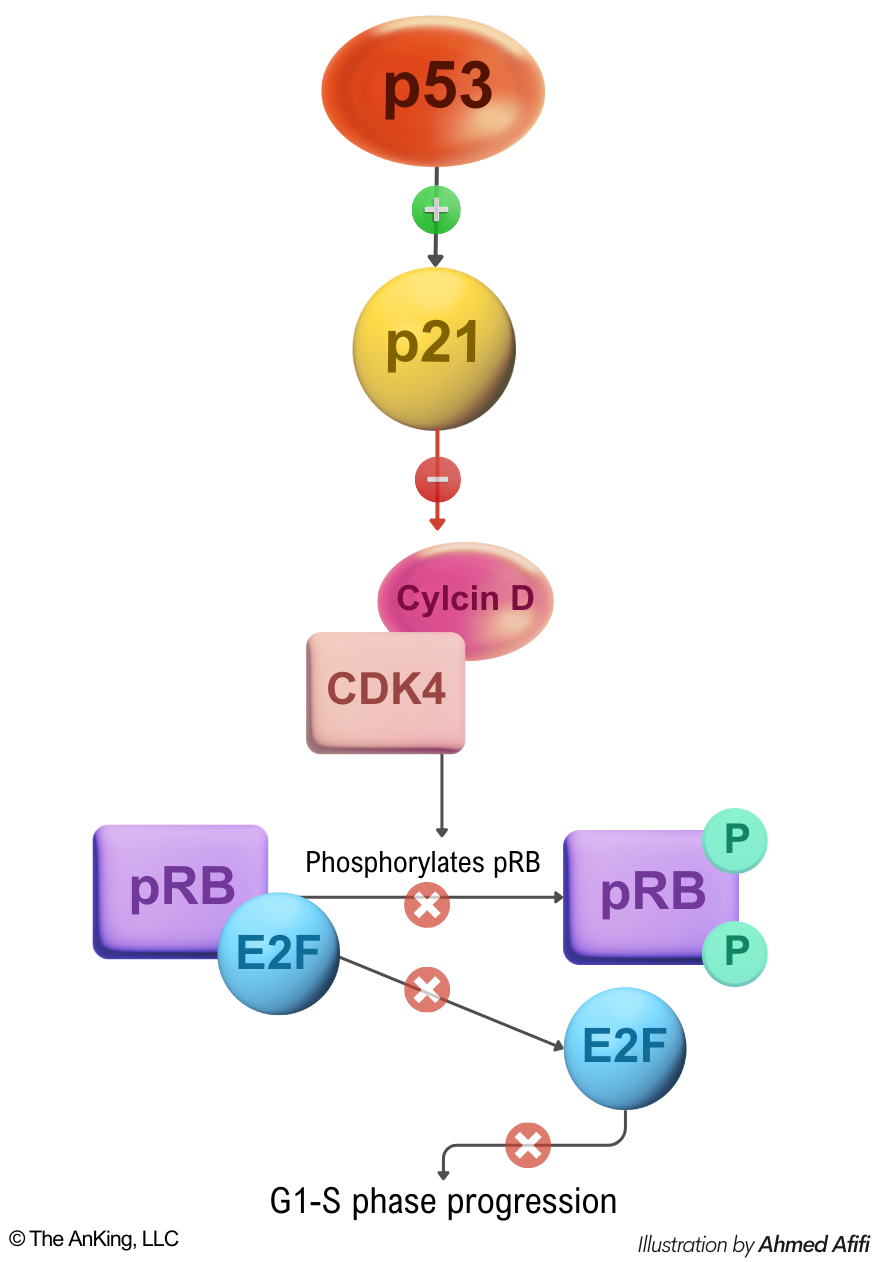 p53
+
p21
−
Cylcin D
CDK4
Phosphorylates pRB
pRB
E2F
pRB
P
P
E2F
G1-S phase progression
© The AnKing, LLC
Illustration by Ahmed Afifi